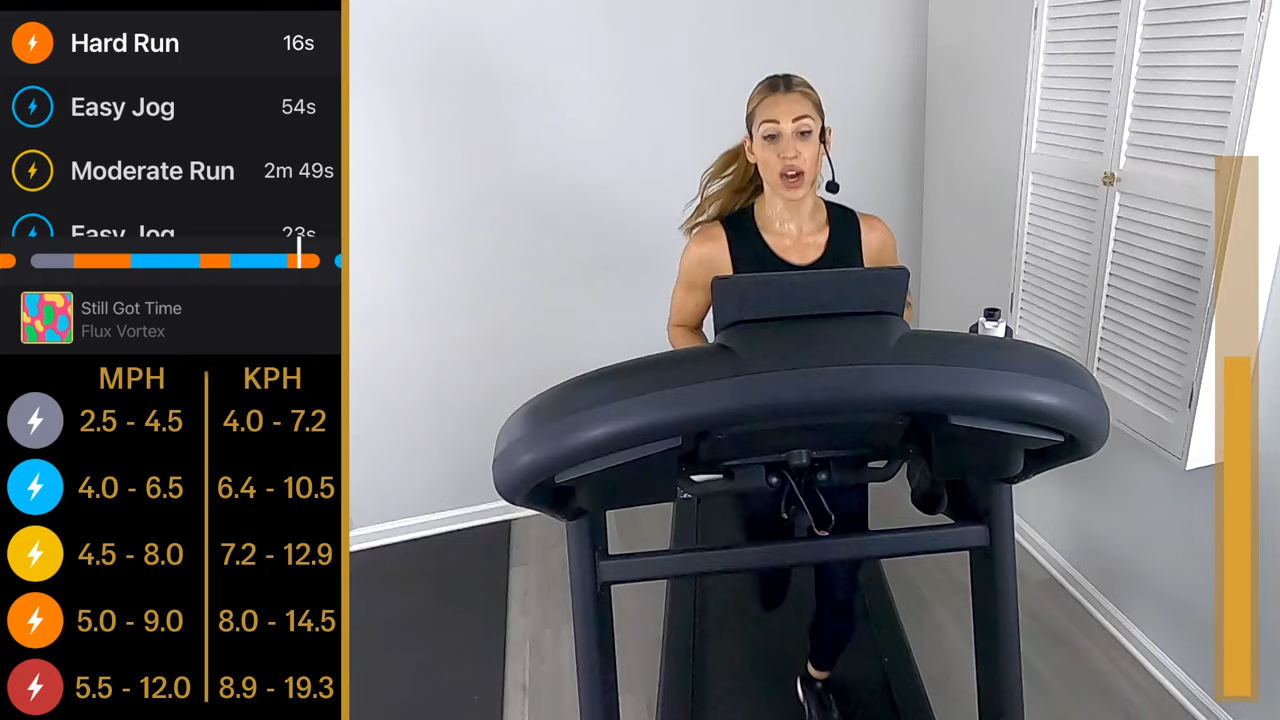 Hard Run 16s
Easy Jog 54s
Moderate Run 2m 49s
Easy Jog 23s
Still Got Time
Flux Vortex
MPH KPH
2.5 - 4.5 4.0 - 7.2
4.0 - 6.5 6.4 - 10.5
4.5 - 8.0 7.2 - 12.9
5.0 - 9.0 8.0 - 14.5
5.5 - 12.0 8.9 - 19.3